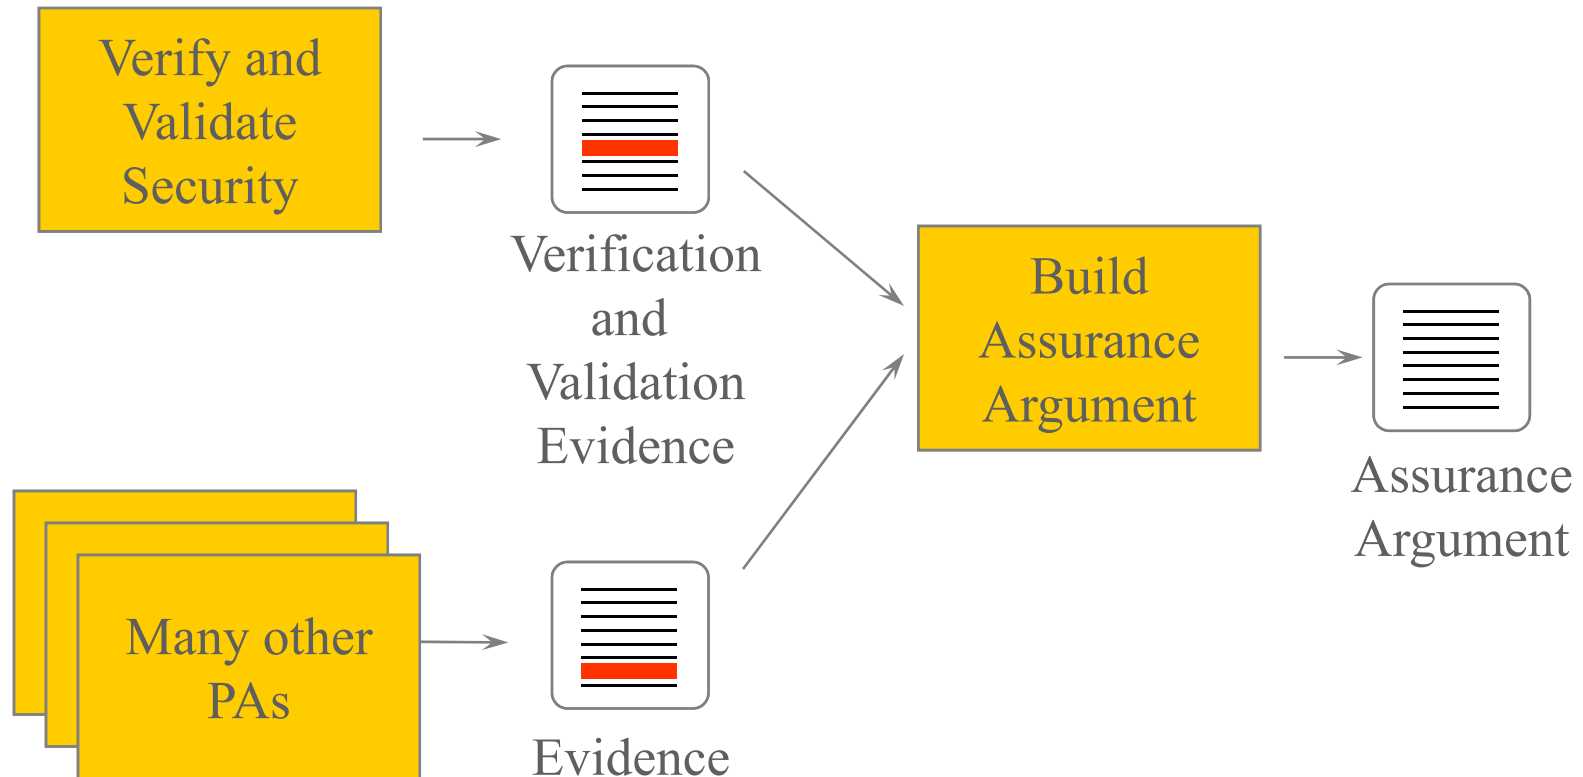 Verify and
Validate
Security
Verification
and
Validation
Evidence
Build
Assurance
Argument
Assurance
Argument
Many other
PAs
Evidence